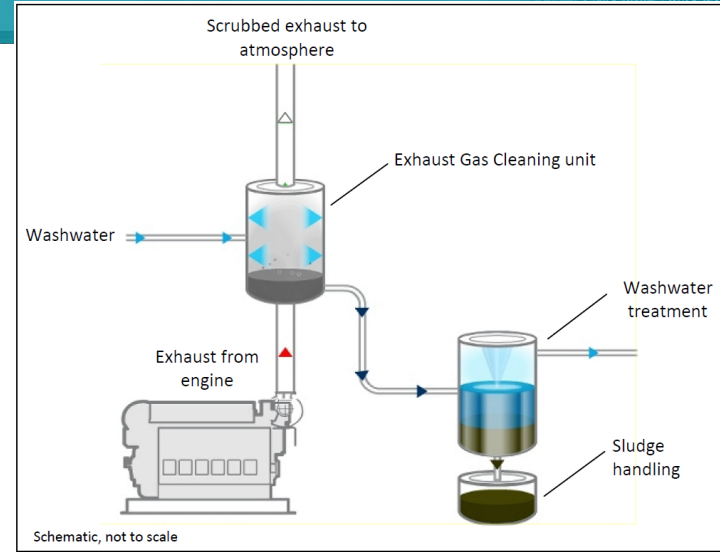 Scrubbed exhaust to
atmosphere
Exhaust Gas Cleaning unit
Washwater
Washwater
treatment
Exhaust from
engine
Sludge
handling
Schematic, not to scale